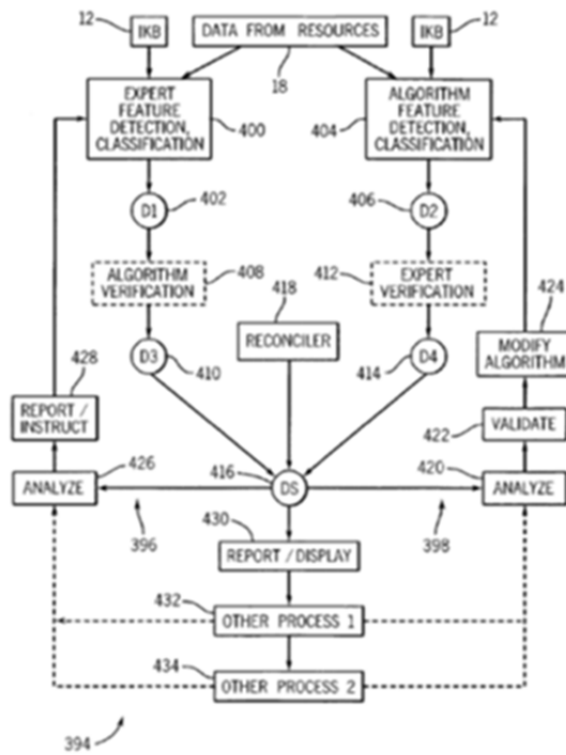 12
IKB
DATA FROM RESOURCES
IKB
12
18
EXPERT
FEATURE
DETECTION,
CLASSIFICATION
400
404
ALGORITHM
FEATURE
DETECTION,
CLASSIFICATION
D1
402
406
D2
ALGORITHM
VERIFICATION
408
412
EXPERT
VERIFICATION
418
RECONCILER
424
MODIFY
ALGORITHM
D3
410
414
D4
428
REPORT /
INSTRUCT
422
VALIDATE
ANALYZE
426
416
DS
420
ANALYZE
396
398
430
REPORT / DISPLAY
432
OTHER PROCESS 1
434
OTHER PROCESS 2
394